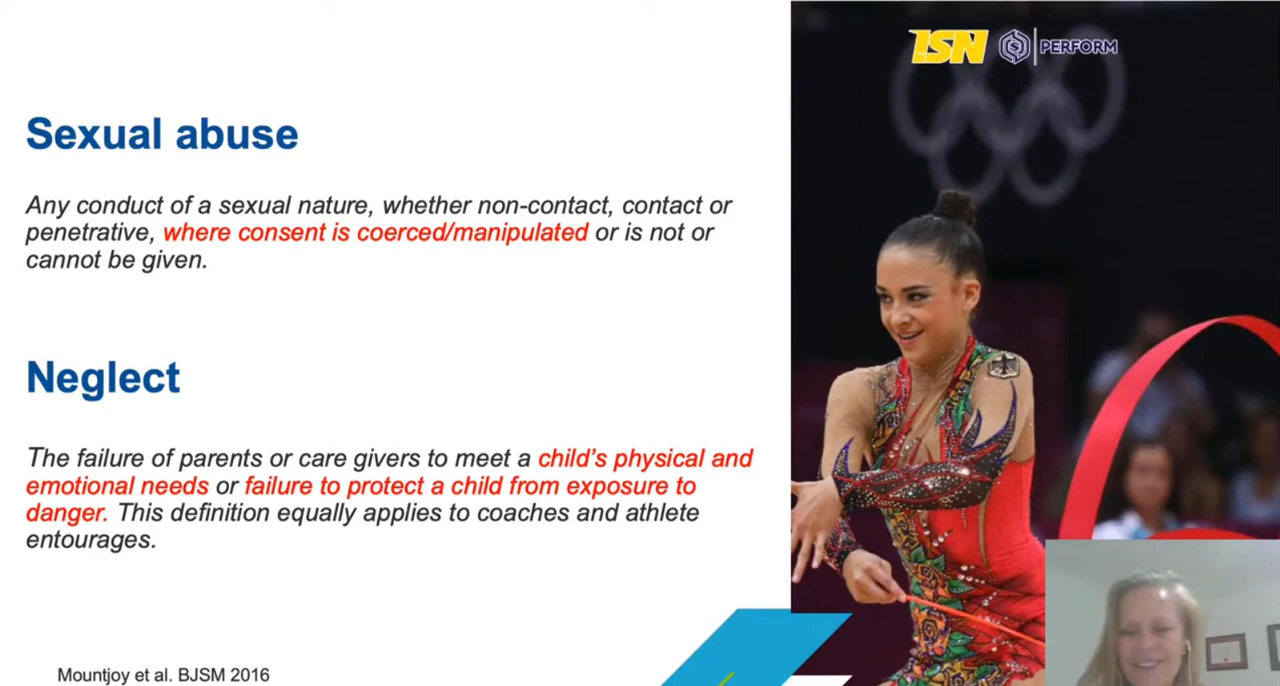 ISN PERFORM
Sexual abuse
Any conduct of a sexual nature, whether non-contact, contact or
penetrative, where consent is coerced/manipulated or is not or
cannot be given.
Neglect
The failure of parents or care givers to meet a child's physical and
emotional needs or failure to protect a child from exposure to
danger. This definition equally applies to coaches and athlete
entourages.
Mountjoy et al. BJSM 2016